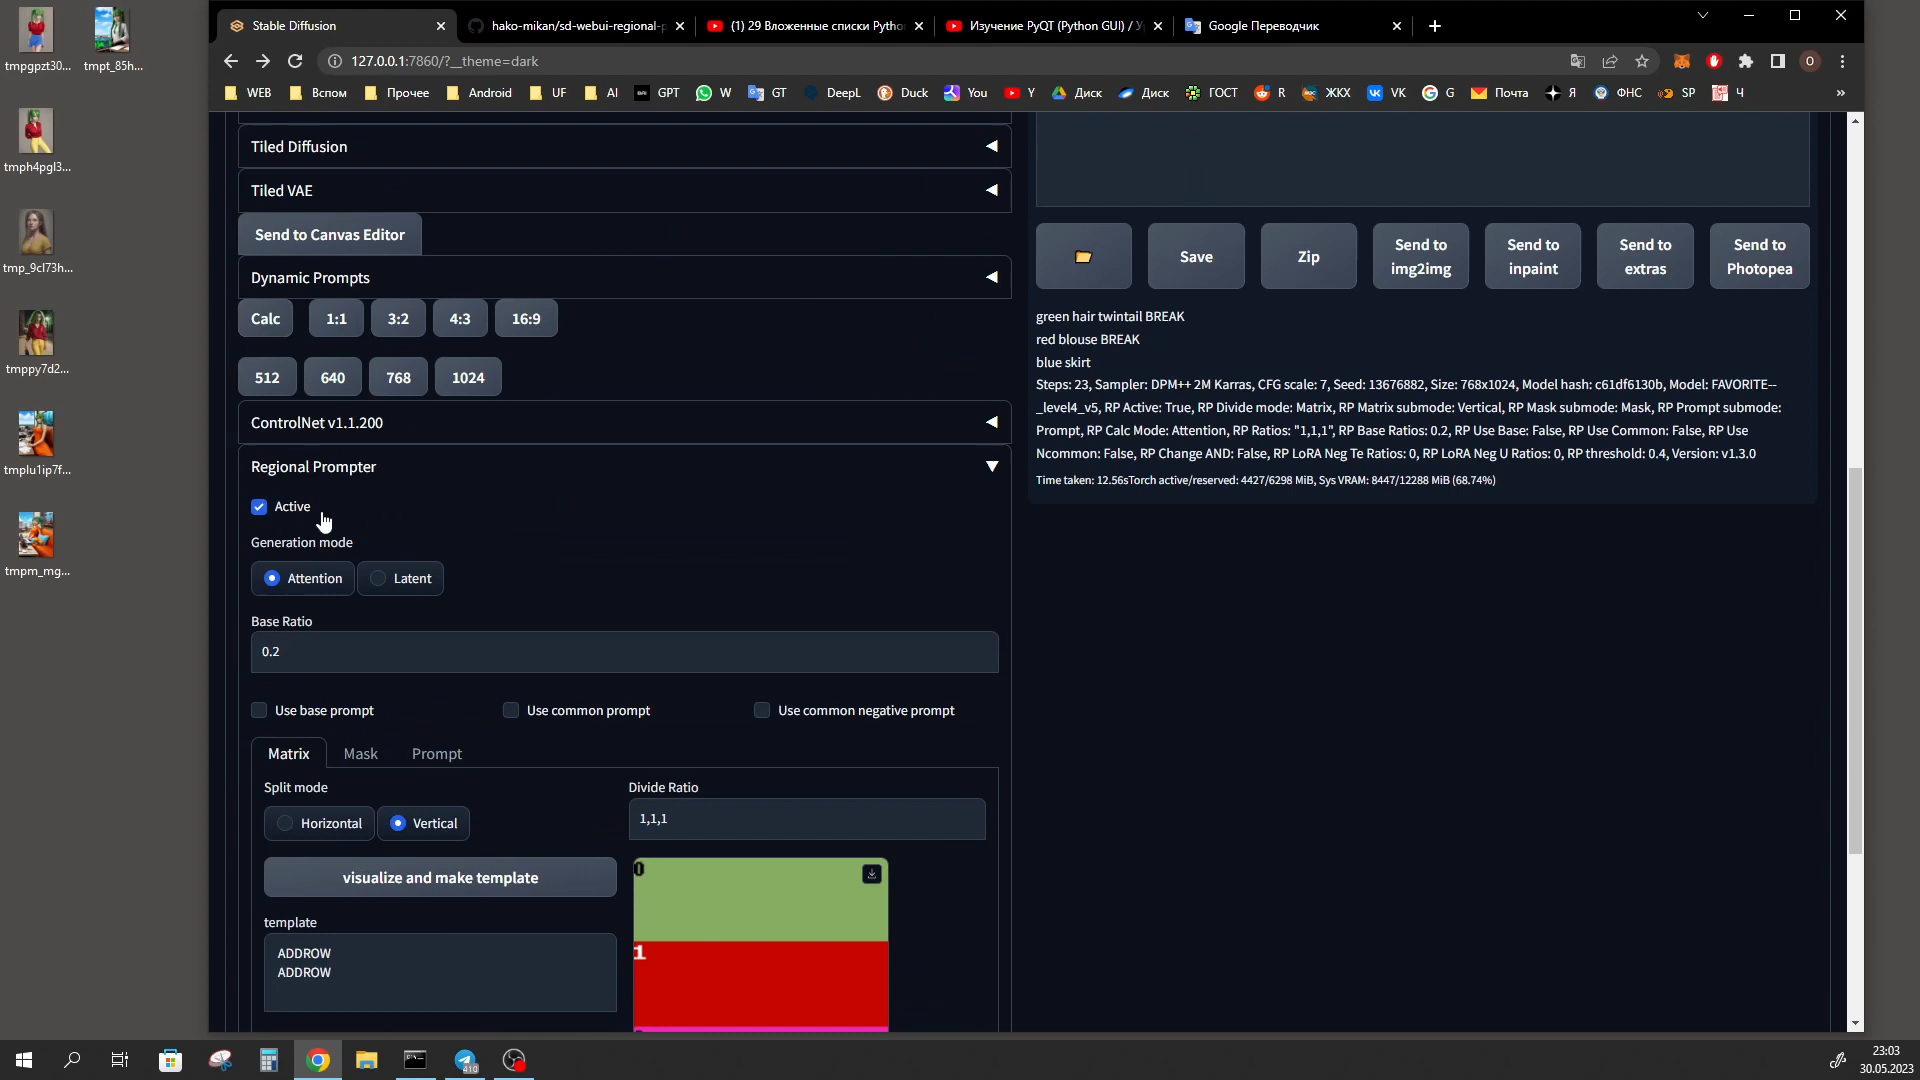 tmpgpzt30...
tmpt_85h...
tmph4pgl3...
tmp_9cl73h...
tmppy7d2...
tmplu1ip7f...
tmpm_mg...
Stable Diffusion
hako-mikan/sd-webui-regional-p
(1) 29 Вложенные списки Pytho
Изучение PyQT (Python GUI) / У
Google Переводчик
127.0.0.1:7860/?__theme=dark
WEB
Вспом
Прочее
Android
UF
AI
GPT
W
GT
DeepL
Duck
You
Y
Диск
Диск
ГОСТ
R
ЖКХ
VK
G
Почта
Я
ФНС
SP
Ч
Tiled Diffusion
Tiled VAE
Send to Canvas Editor
Dynamic Prompts
Calc
1:1
3:2
4:3
16:9
512
640
768
1024
ControlNet v1.1.200
Regional Prompter
Active
Generation mode
Attention
Latent
Base Ratio
0.2
Use base prompt
Use common prompt
Use common negative prompt
Matrix
Mask
Prompt
Split mode
Horizontal
Vertical
Divide Ratio
1,1,1
visualize and make template
template
ADDROW
ADDROW
0
1
Save
Zip
Send to
img2img
Send to
inpaint
Send to
extras
Send to
Photopea
green hair twintail BREAK
red blouse BREAK
blue skirt
Steps: 23, Sampler: DPM++ 2M Karras, CFG scale: 7, Seed: 13676882, Size: 768x1024, Model hash: c61df6130b, Model: FAVORITE--
_level4_v5, RP Active: True, RP Divide mode: Matrix, RP Matrix submode: Vertical, RP Mask submode: Mask, RP Prompt submode:
Prompt, RP Calc Mode: Attention, RP Ratios: "1,1,1", RP Base Ratios: 0.2, RP Use Base: False, RP Use Common: False, RP Use
Ncommon: False, RP Change AND: False, RP LoRA Neg Te Ratios: 0, RP LoRA Neg U Ratios: 0, RP threshold: 0.4, Version: v1.3.0
Time taken: 12.56sTorch active/reserved: 4427/6298 MiB, Sys VRAM: 8447/12288 MiB (68.74%)
410
23:03
30.05.2023